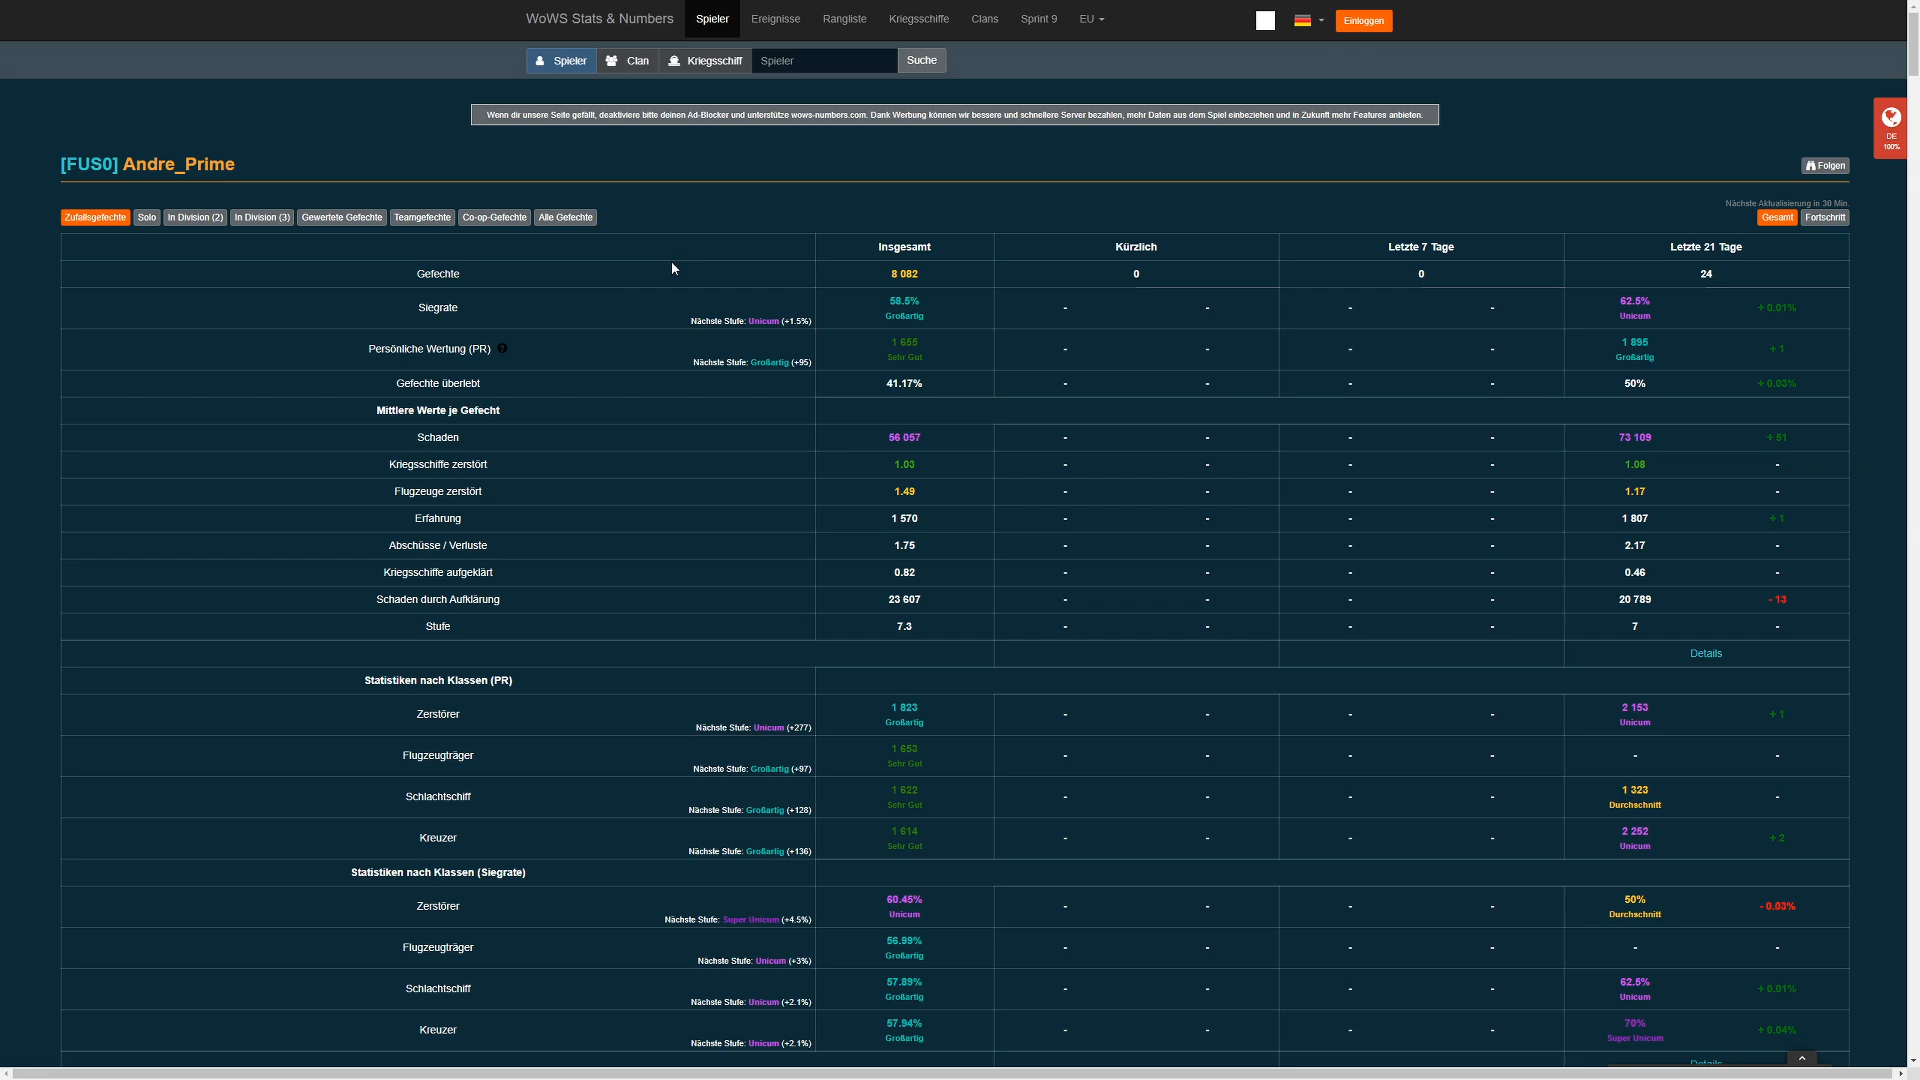 WoWS Stats & Numbers Spieler Ereignisse Rangliste Kriegsschiffe Clans Sprint 9 EU Einloggen
Spieler Clan Kriegsschiff Spieler Suche
Wenn dir unsere Seite gefällt, deaktiviere bitte deinen Ad-Blocker und unterstütze wows-numbers.com. Dank Werbung können wir bessere und schnellere Server bezahlen, mehr Daten aus dem Spiel einbeziehen und in Zukunft mehr Features anbieten.
DE
100%
[FUS0] Andre_Prime Folgen
Nächste Aktualisierung in 30 Min.
Zufallsgefechte Solo In Division (2) In Division (3) Gewertete Gefechte Teamgefechte Co-op-Gefechte Alle Gefechte Gesamt Fortschritt
Insgesamt Kürzlich Letzte 7 Tage Letzte 21 Tage
Gefechte 8 082 0 0 24
Siegrate 58.5% - - - - 62.5% + 0.01%
Nächste Stufe: Unicum (+1.5%) Großartig Unicum
Persönliche Wertung (PR) 1 655 - - - - 1 895 + 1
Nächste Stufe: Großartig (+95) Sehr Gut Großartig
Gefechte überlebt 41.17% - - - - 50% + 0.03%
Mittlere Werte je Gefecht
Schaden 56 057 - - - - 73 109 + 51
Kriegsschiffe zerstört 1.03 - - - - 1.08 -
Flugzeuge zerstört 1.49 - - - - 1.17 -
Erfahrung 1 570 - - - - 1 807 + 1
Abschüsse / Verluste 1.75 - - - - 2.17 -
Kriegsschiffe aufgeklärt 0.82 - - - - 0.46 -
Schaden durch Aufklärung 23 607 - - - - 20 789 - 13
Stufe 7.3 - - - - 7 -
Details
Statistiken nach Klassen (PR)
Zerstörer 1 823 - - - - 2 153 + 1
Nächste Stufe: Unicum (+277) Großartig Unicum
Flugzeugträger 1 653 - - - - - -
Nächste Stufe: Großartig (+97) Sehr Gut
Schlachtschiff 1 622 - - - - 1 323 -
Nächste Stufe: Großartig (+128) Sehr Gut Durchschnitt
Kreuzer 1 614 - - - - 2 252 + 2
Nächste Stufe: Großartig (+136) Sehr Gut Unicum
Statistiken nach Klassen (Siegrate)
Zerstörer 60.45% - - - - 50% - 0.03%
Nächste Stufe: Super Unicum (+4.5%) Unicum Durchschnitt
Flugzeugträger 56.99% - - - - - -
Nächste Stufe: Unicum (+3%) Großartig
Schlachtschiff 57.89% - - - - 62.5% + 0.01%
Nächste Stufe: Unicum (+2.1%) Großartig Unicum
Kreuzer 57.94% - - - - 70% + 0.04%
Nächste Stufe: Unicum (+2.1%) Großartig Super Unicum
Details